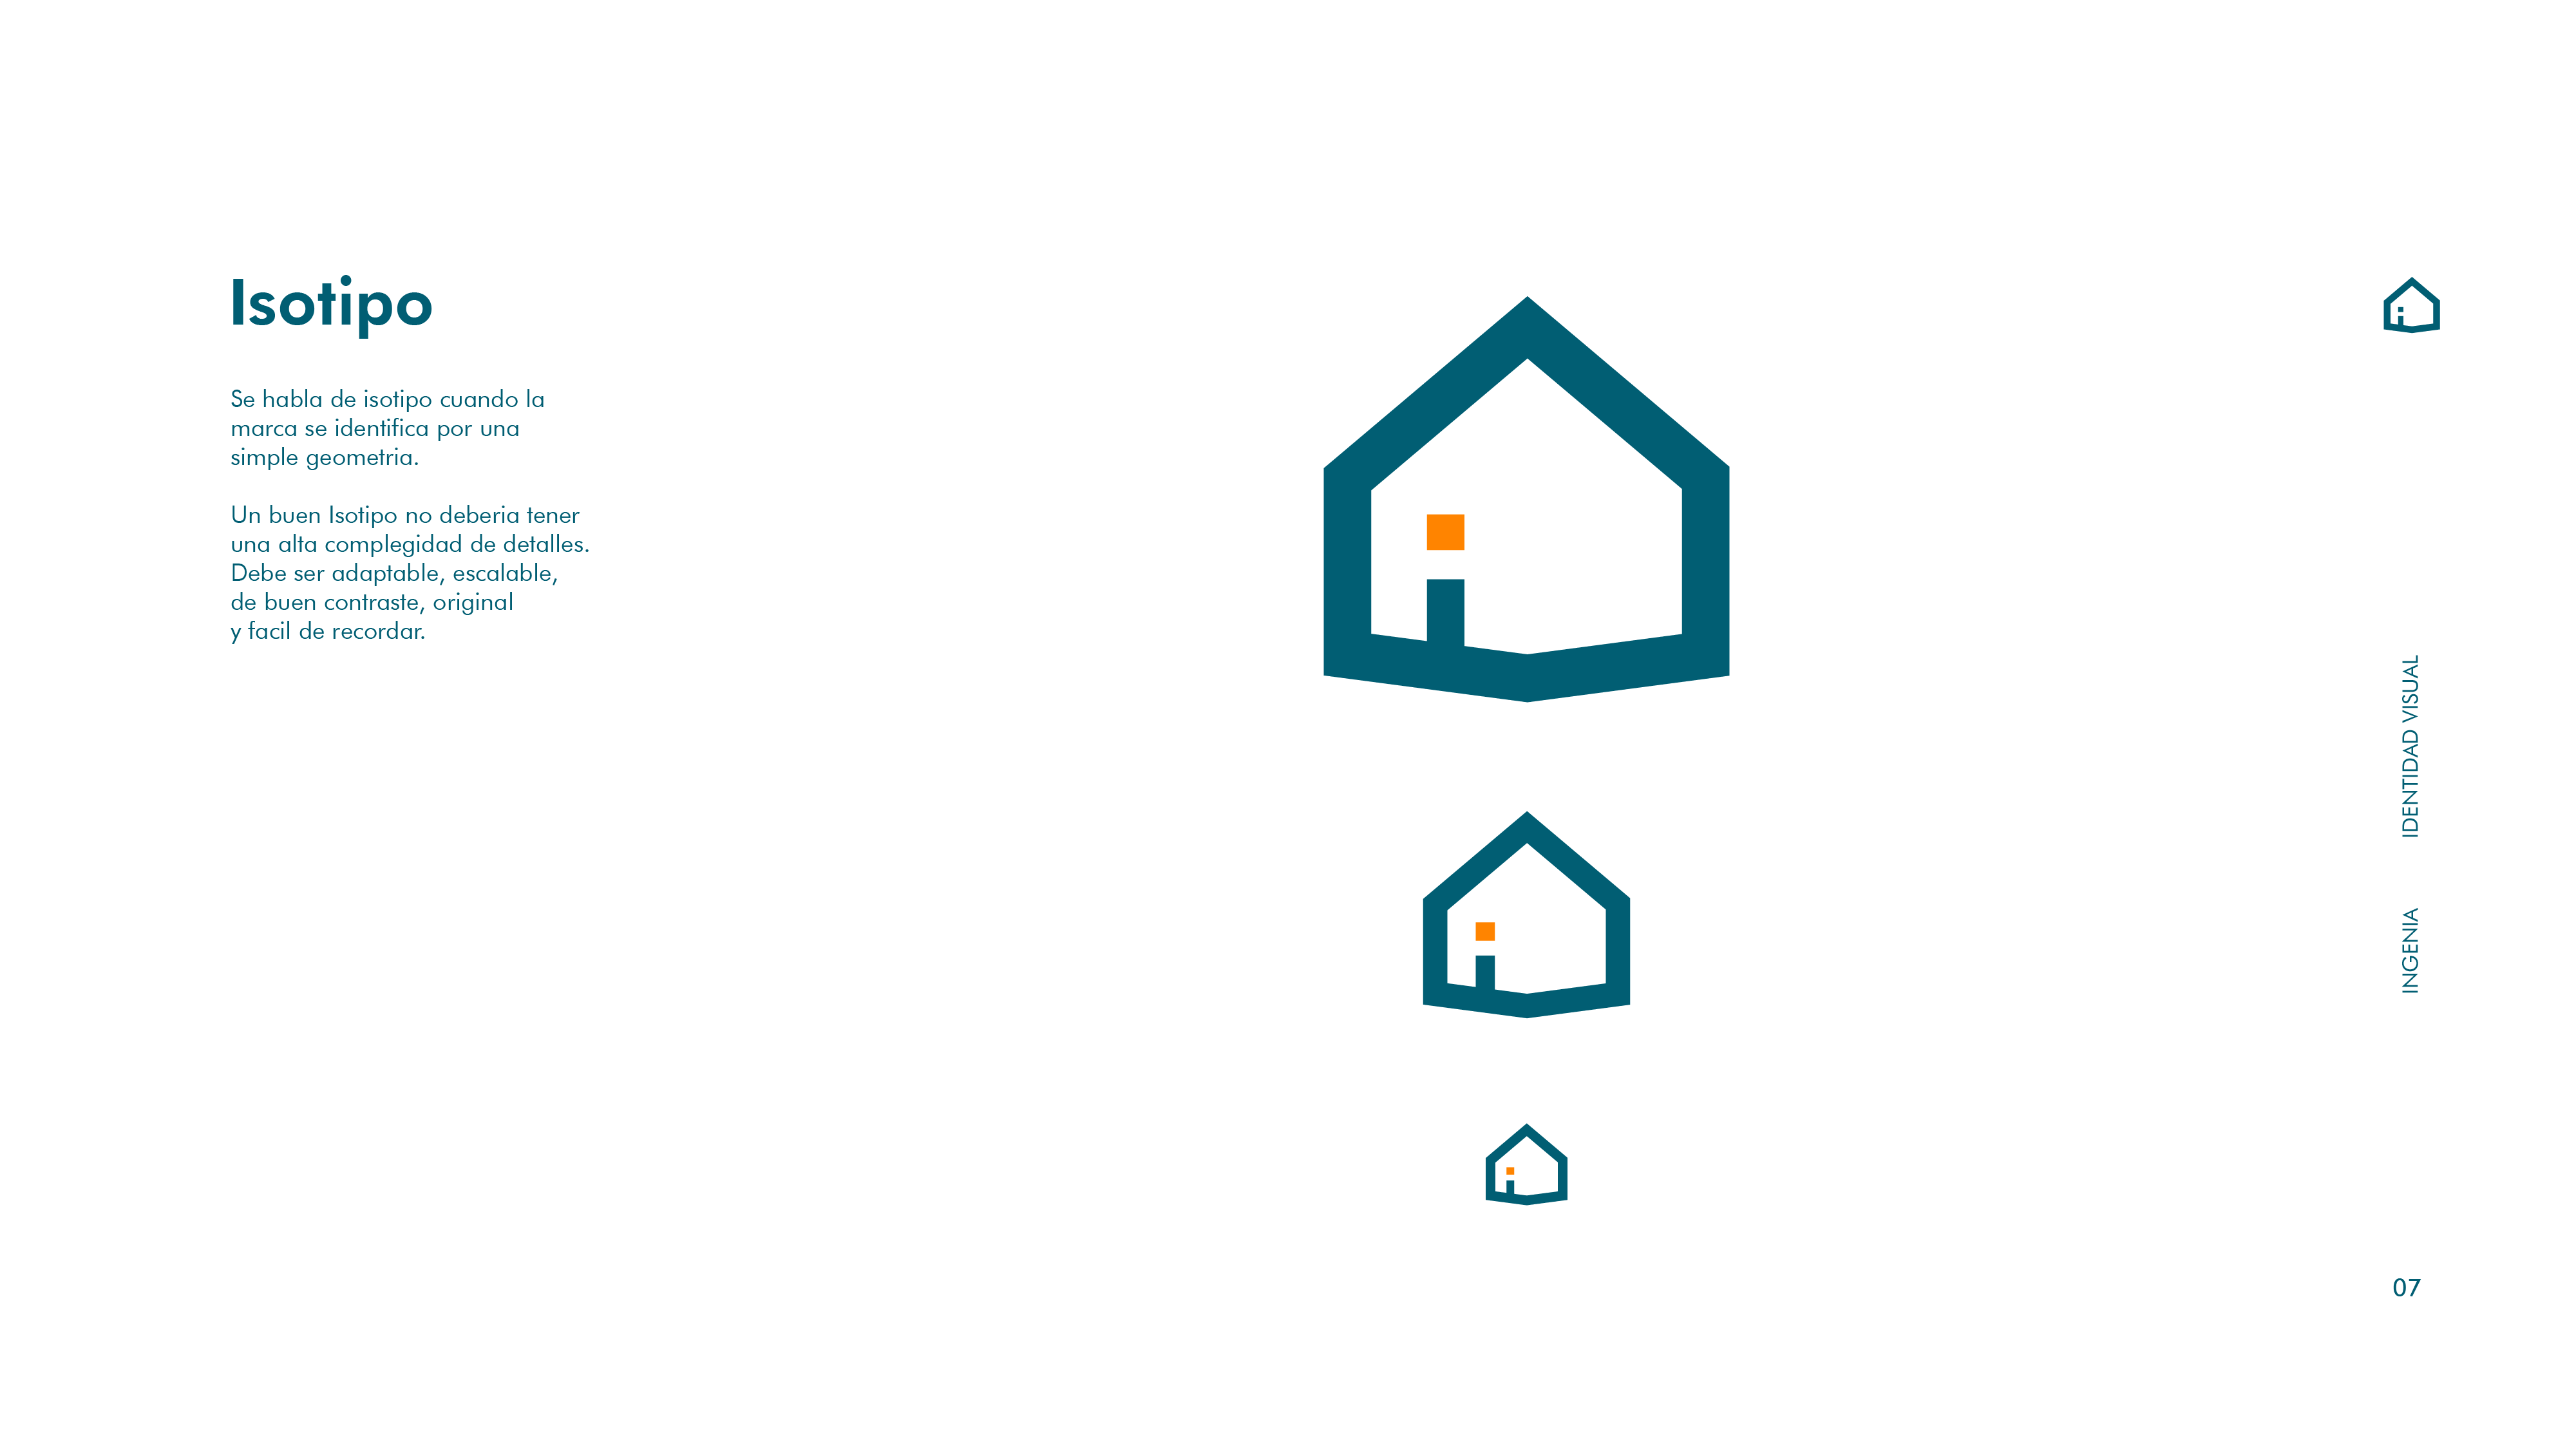 Isotipo
Se habla de isotipo cuando la
marca se identifica por una
simple geometria.
Un buen Isotipo no deberia tener
una alta complegidad de detalles.
Debe ser adaptable, escalable,
de buen contraste, original
y facil de recordar.
IDENTIDAD VISUAL
INGENIA
07